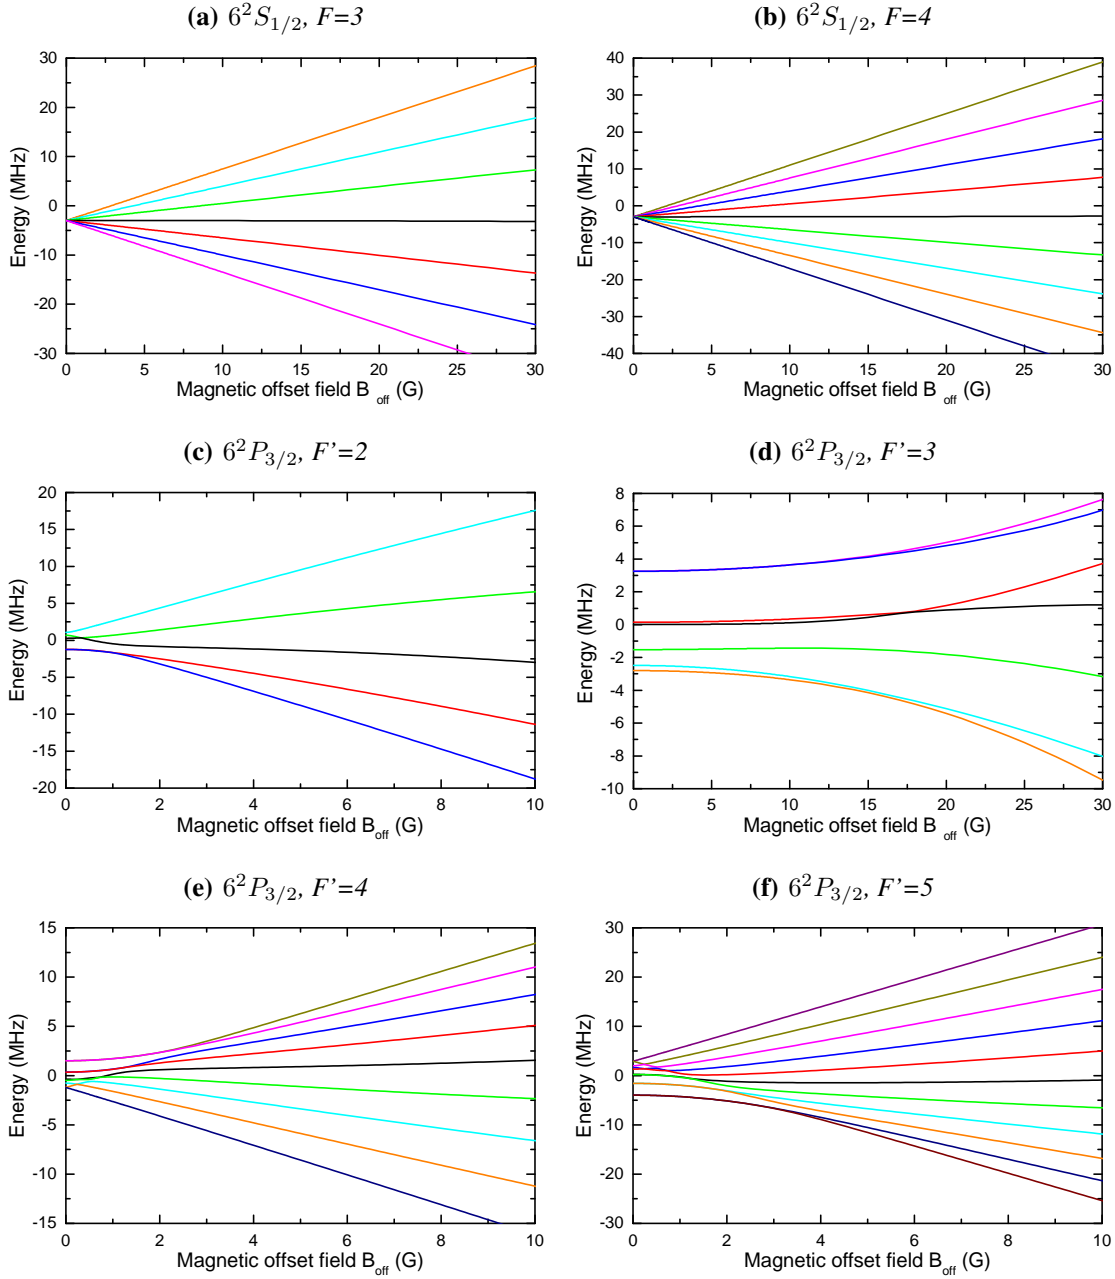 (a) 6²S₁/₂, F=3
(b) 6²S₁/₂, F=4
30
20
10
0
-10
-20
-30
Energy (MHz)
0 5 10 15 20 25 30
Magnetic offset field B off (G)
40
30
20
10
0
-10
-20
-30
-40
Energy (MHz)
0 5 10 15 20 25 30
Magnetic offset field B off (G)
(c) 6²P₃/₂, F'=2
(d) 6²P₃/₂, F'=3
20
15
10
5
0
-5
-10
-15
-20
Energy (MHz)
0 2 4 6 8 10
Magnetic offset field B off (G)
8
6
4
2
0
-2
-4
-6
-8
-10
Energy (MHz)
0 5 10 15 20 25 30
Magnetic offset field B off (G)
(e) 6²P₃/₂, F'=4
(f) 6²P₃/₂, F'=5
15
10
5
0
-5
-10
-15
Energy (MHz)
0 2 4 6 8 10
Magnetic offset field B off (G)
30
20
10
0
-10
-20
-30
Energy (MHz)
0 2 4 6 8 10
Magnetic offset field B off (G)